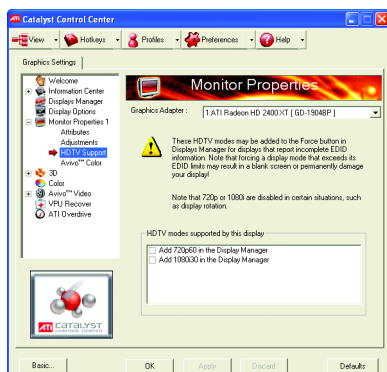 ATI Catalyst Control Center
View
Hotkeys
Profiles
Preferences
Help
Graphics Settings
Welcome
Information Center
Displays Manager
Display Options
Monitor Properties 1
Attributes
Adjustments
HDTV Support
Avivo™ Color
3D
Color
Avivo™ Video
VPU Recover
ATI Overdrive
ATI CATALYST
CONTROL CENTER
Monitor Properties
Graphics Adapter :
1.ATI Radeon HD 2400 XT [ GD-1904BP ]
These HDTV modes may be added to the Force button in
Displays Manager for displays that report incomplete EDID
information. Note that forcing a display mode that exceeds its
EDID limits may result in a blank screen or permanently damage
your display!
Note that 720p or 1080i are disabled in certain situations, such
as display rotation.
HDTV modes supported by this display
Add 720p60 in the Display Manager
Add 1080i30 in the Display Manager
Basic...
OK
Apply
Discard
Defaults